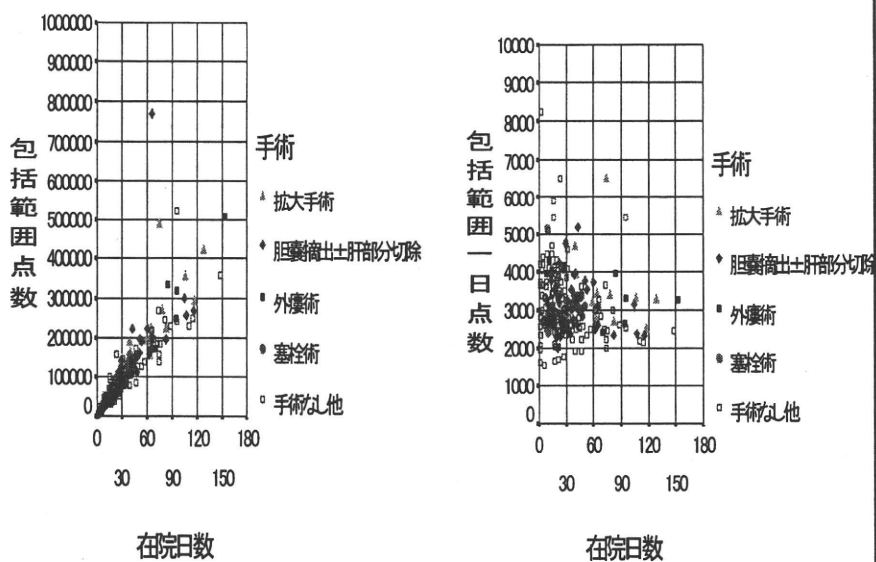 1000000
900000
800000
700000
600000
500000
400000
300000
200000
100000
0
包括範囲点数
0 60 120 180
30 90 150
在院日数
手術
拡大手術
胆嚢摘出±肝部分切除
外瘻術
塞栓術
手術なし他
10000
9000
8000
7000
6000
5000
4000
3000
2000
1000
0
包括範囲一日点数
0 60 120 180
30 90 150
在院日数
手術
拡大手術
胆嚢摘出±肝部分切除
外瘻術
塞栓術
手術なし他